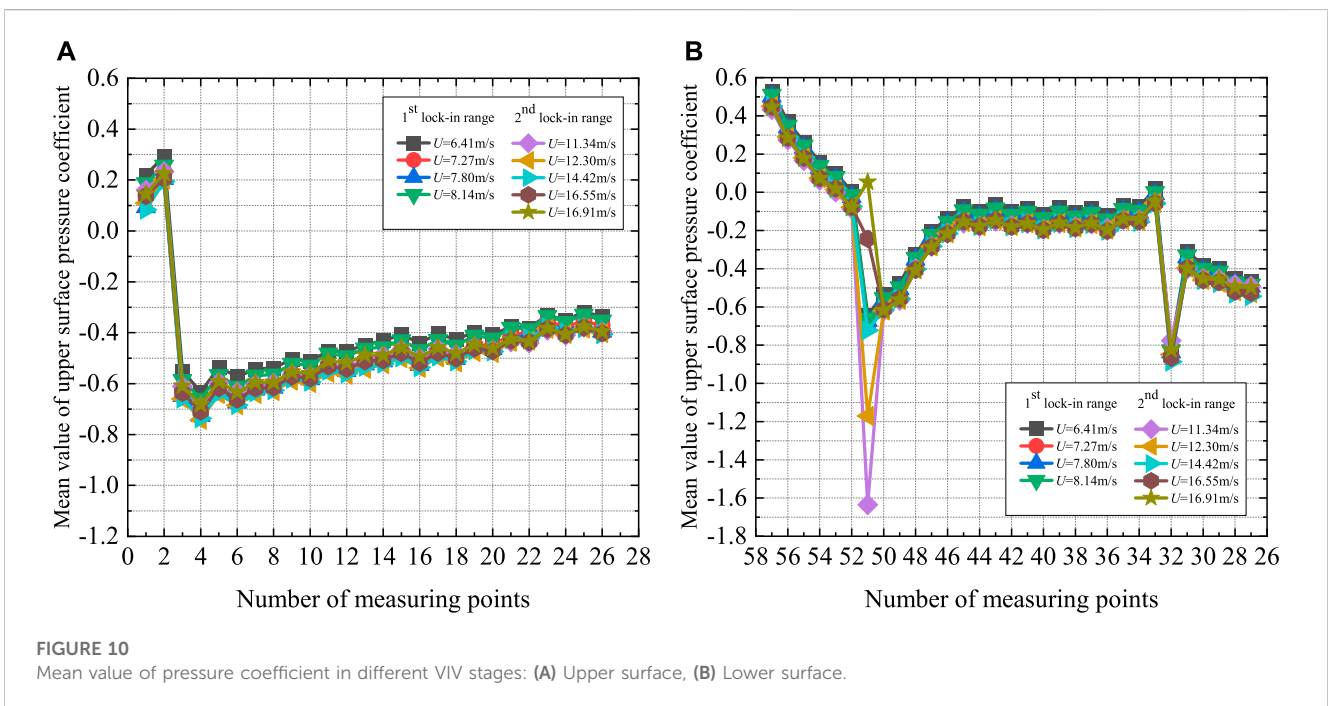 A
Mean value of upper surface pressure coefficient
0.6
0.4
0.2
0.0
-0.2
-0.4
-0.6
-0.8
-1.0
-1.2
0 2 4 6 8 10 12 14 16 18 20 22 24 26 28
Number of measuring points
1st lock-in range 2nd lock-in range
U=6.41m/s U=11.34m/s
U=7.27m/s U=12.30m/s
U=7.80m/s U=14.42m/s
U=8.14m/s U=16.55m/s
U=16.91m/s
B
Mean value of upper surface pressure coefficient
0.6
0.4
0.2
0.0
-0.2
-0.4
-0.6
-0.8
-1.0
-1.2
-1.4
-1.6
-1.8
58 56 54 52 50 48 46 44 42 40 38 36 34 32 30 28 26
Number of measuring points
1st lock-in range 2nd lock-in range
U=6.41m/s U=11.34m/s
U=7.27m/s U=12.30m/s
U=7.80m/s U=14.42m/s
U=8.14m/s U=16.55m/s
U=16.91m/s
FIGURE 10
Mean value of pressure coefficient in different VIV stages: (A) Upper surface, (B) Lower surface.